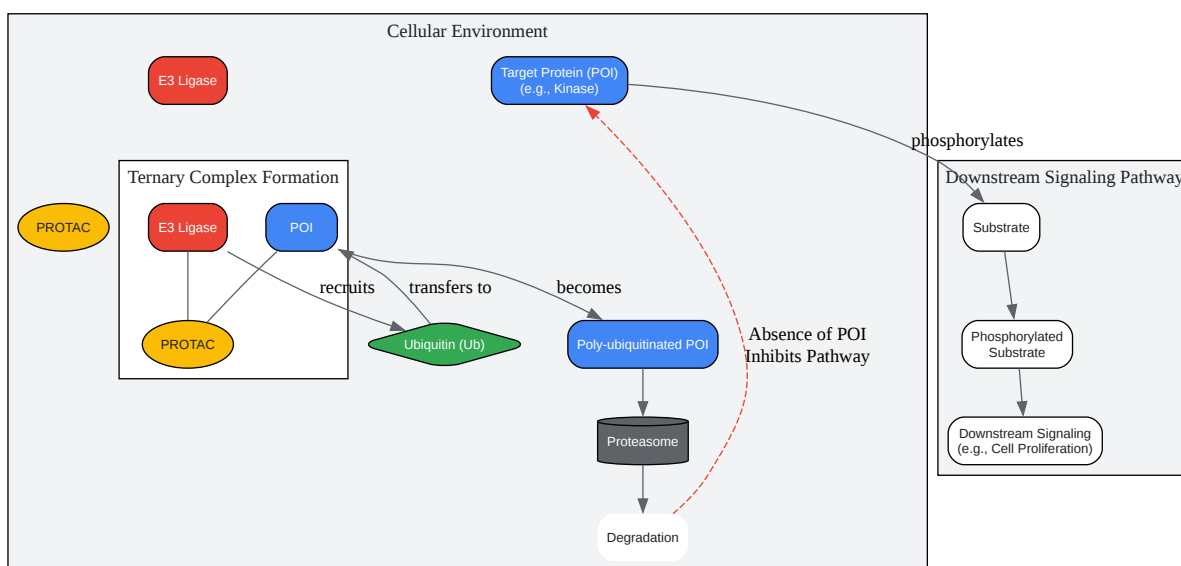 Cellular Environment
E3 Ligase
Target Protein (POI)
(e.g., Kinase)
phosphorylates
Ternary Complex Formation
Downstream Signaling Pathway
PROTAC
E3 Ligase
POI
Substrate
recruits
transfers to
becomes
PROTAC
Ubiquitin (Ub)
Poly-ubiquitinated POI
Absence of POI
Inhibits Pathway
Phosphorylated
Substrate
Proteasome
Downstream Signaling
(e.g., Cell Proliferation)
Degradation